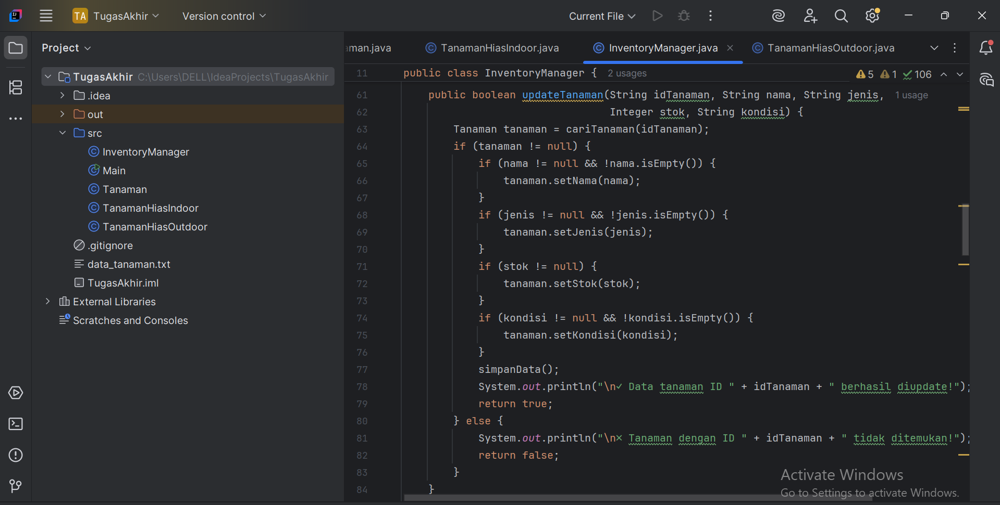 TA TugasAkhir Version control Current File
Project
TugasAkhir C:\Users\DELL\IdeaProjects\TugasAkhir
.idea
out
src
InventoryManager
Main
Tanaman
TanamanHiasIndoor
TanamanHiasOutdoor
.gitignore
data_tanaman.txt
TugasAkhir.iml
External Libraries
Scratches and Consoles
man.java TanamanHiasIndoor.java InventoryManager.java TanamanHiasOutdoor.java
11 public class InventoryManager { 2 usages 5 1 106
61 public boolean updateTanaman(String idTanaman, String nama, String jenis, 1 usage
62 Integer stok, String kondisi) {
63 Tanaman tanaman = cariTanaman(idTanaman);
64 if (tanaman != null) {
65 if (nama != null && !nama.isEmpty()) {
66 tanaman.setNama(nama);
67 }
68 if (jenis != null && !jenis.isEmpty()) {
69 tanaman.setJenis(jenis);
70 }
71 if (stok != null) {
72 tanaman.setStok(stok);
73 }
74 if (kondisi != null && !kondisi.isEmpty()) {
75 tanaman.setKondisi(kondisi);
76 }
77 simpanData();
78 System.out.println("\n✓ Data tanaman ID " + idTanaman + " berhasil diupdate!");
79 return true;
80 } else {
81 System.out.println("\n✗ Tanaman dengan ID " + idTanaman + " tidak ditemukan!");
82 return false;
83 }
84 }
Activate Windows
Go to Settings to activate Windows.